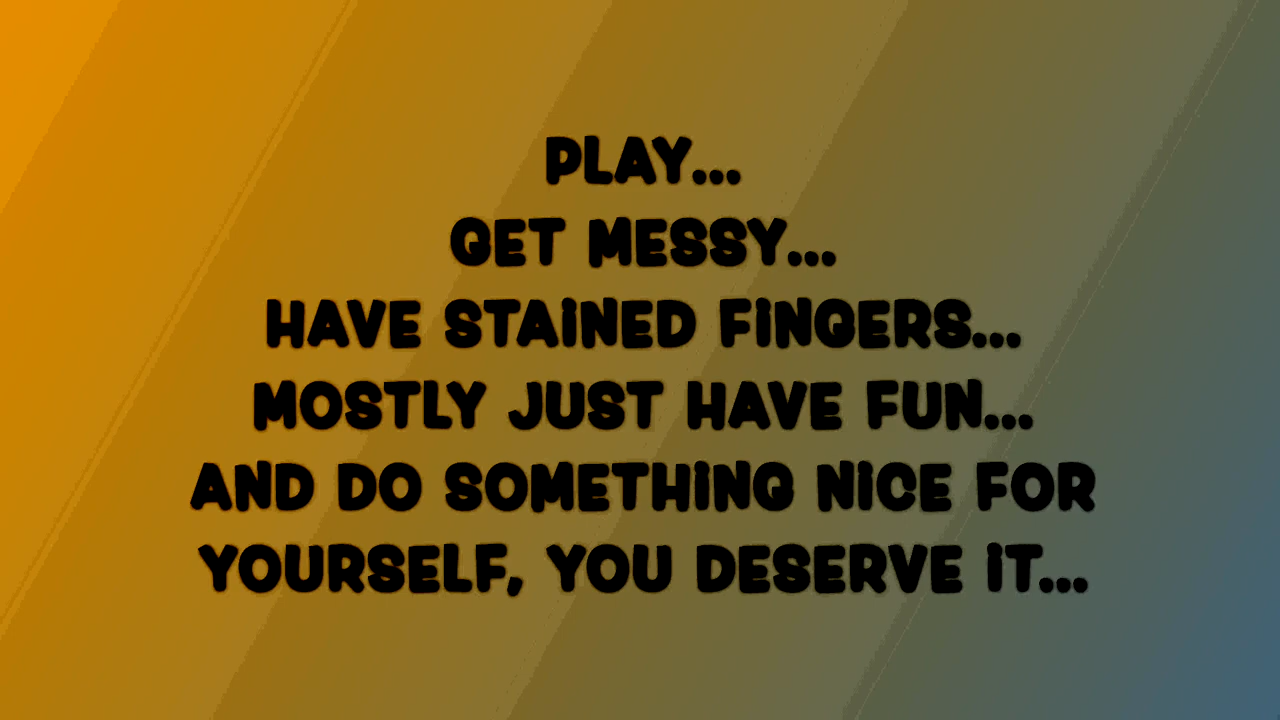 PLAY...
GET MESSY...
HAVE STAINED FINGERS...
MOSTLY JUST HAVE FUN...
AND DO SOMETHING NICE FOR
YOURSELF, YOU DESERVE IT...